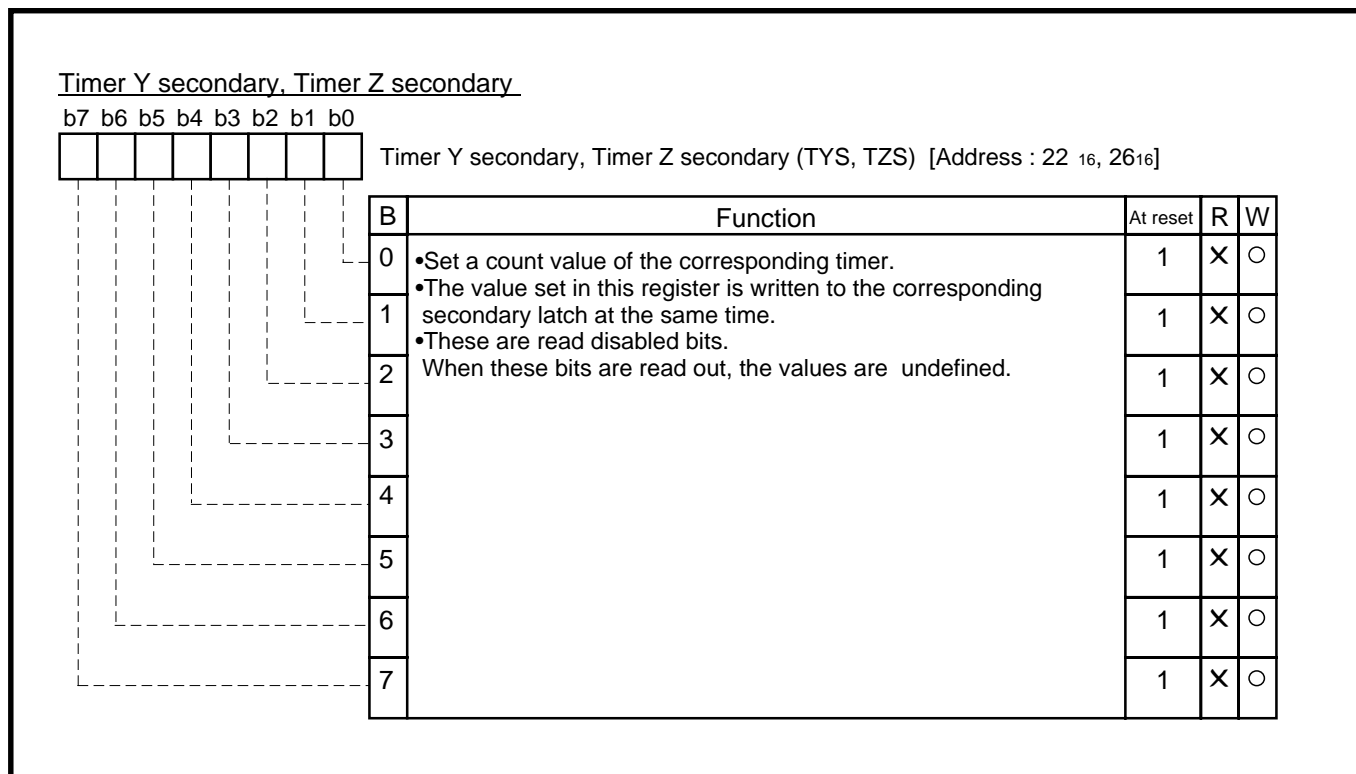 Timer Y secondary, Timer Z secondary
b7 b6 b5 b4 b3 b2 b1 b0
Timer Y secondary, Timer Z secondary (TYS, TZS) [Address : 22 16, 2616]
B Function At reset R W
0 •Set a count value of the corresponding timer. 1 X ○
•The value set in this register is written to the corresponding
1 secondary latch at the same time. 1 X ○
•These are read disabled bits.
2 When these bits are read out, the values are undefined. 1 X ○
3 1 X ○
4 1 X ○
5 1 X ○
6 1 X ○
7 1 X ○